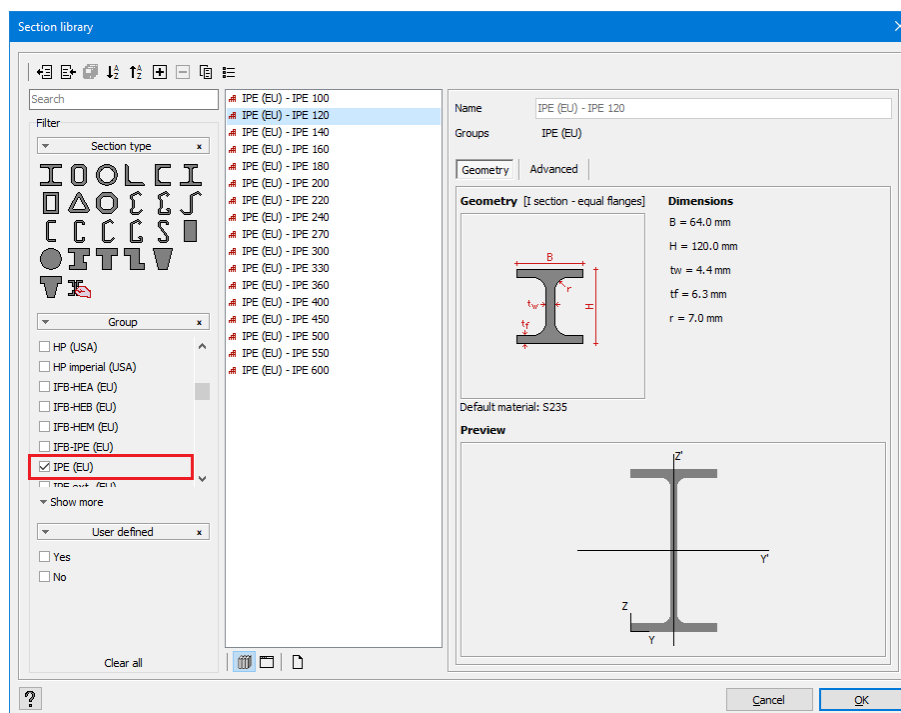 Section library
Search
Filter
Section type
Group
HP (USA)
HP imperial (USA)
IFB-HEA (EU)
IFB-HEB (EU)
IFB-HEM (EU)
IFB-IPE (EU)
IPE (EU)
IPE ext. (EU)
Show more
User defined
Yes
No
Clear all
IPE (EU) - IPE 100
IPE (EU) - IPE 120
IPE (EU) - IPE 140
IPE (EU) - IPE 160
IPE (EU) - IPE 180
IPE (EU) - IPE 200
IPE (EU) - IPE 220
IPE (EU) - IPE 240
IPE (EU) - IPE 270
IPE (EU) - IPE 300
IPE (EU) - IPE 330
IPE (EU) - IPE 360
IPE (EU) - IPE 400
IPE (EU) - IPE 450
IPE (EU) - IPE 500
IPE (EU) - IPE 550
IPE (EU) - IPE 600
Name IPE (EU) - IPE 120
Groups IPE (EU)
Geometry Advanced
Geometry [I section - equal flanges]
B
r
tw
H
tf
Dimensions
B = 64.0 mm
H = 120.0 mm
tw = 4.4 mm
tf = 6.3 mm
r = 7.0 mm
Default material: S235
Preview
Z'
Y'
Z
Y
?
Cancel
OK